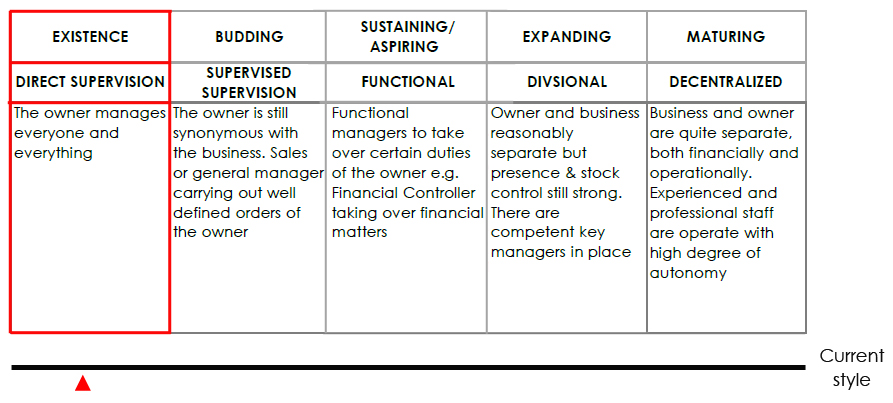 EXISTENCE
BUDDING
SUSTAINING/
ASPIRING
EXPANDING
MATURING
DIRECT SUPERVISION
SUPERVISED
SUPERVISION
FUNCTIONAL
DIVSIONAL
DECENTRALIZED
The owner manages
everyone and
everything
The owner is still
synonymous with
the business. Sales
or general manager
carrying out well
defined orders of
the owner
Functional
managers to take
over certain duties
of the owner e.g.
Financial Controller
taking over financial
matters
Owner and business
reasonably
separate but
presence & stock
control still strong.
There are
competent key
managers in place
Business and owner
are quite separate,
both financially and
operationally.
Experienced and
professional staff
are operate with
high degree of
autonomy
Current
style